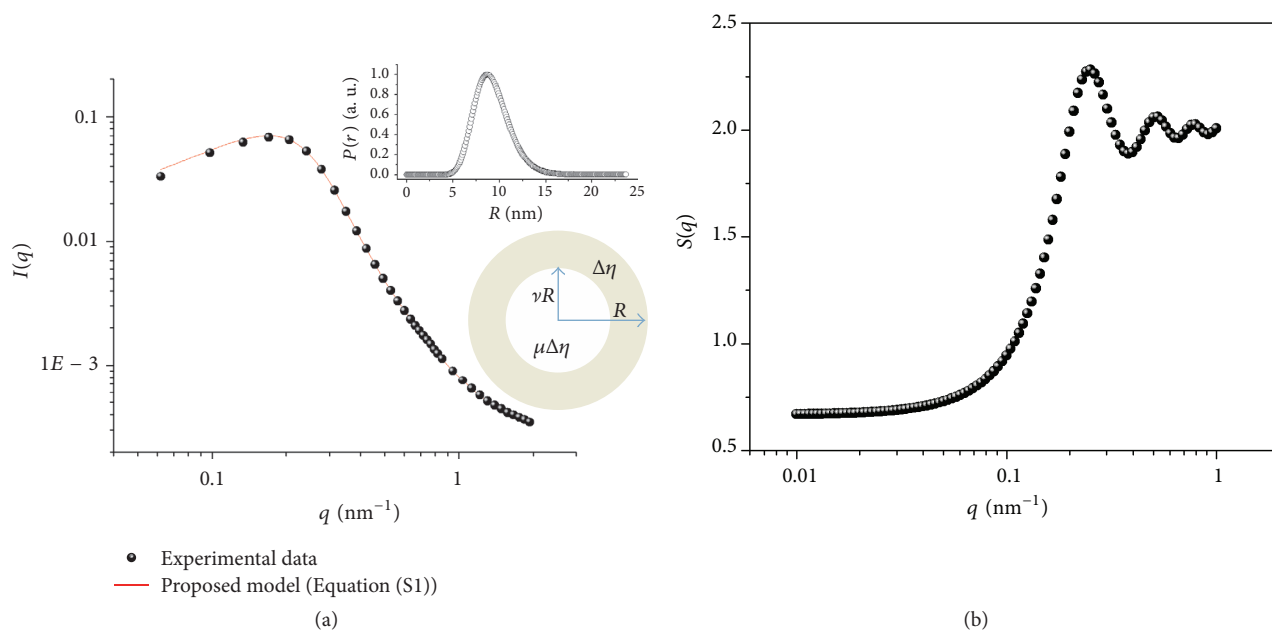 0.1
0.01
1E − 3
I(q)
0.1 1
q (nm⁻¹)
1.0
0.8
0.6
0.4
0.2
0.0
P(r) (a. u.)
0 5 10 15 20 25
R (nm)
Δη
νR
R
μΔη
Experimental data
Proposed model (Equation (S1))
(a)
2.5
2.0
1.5
1.0
0.5
S(q)
0.01 0.1 1
q (nm⁻¹)
(b)